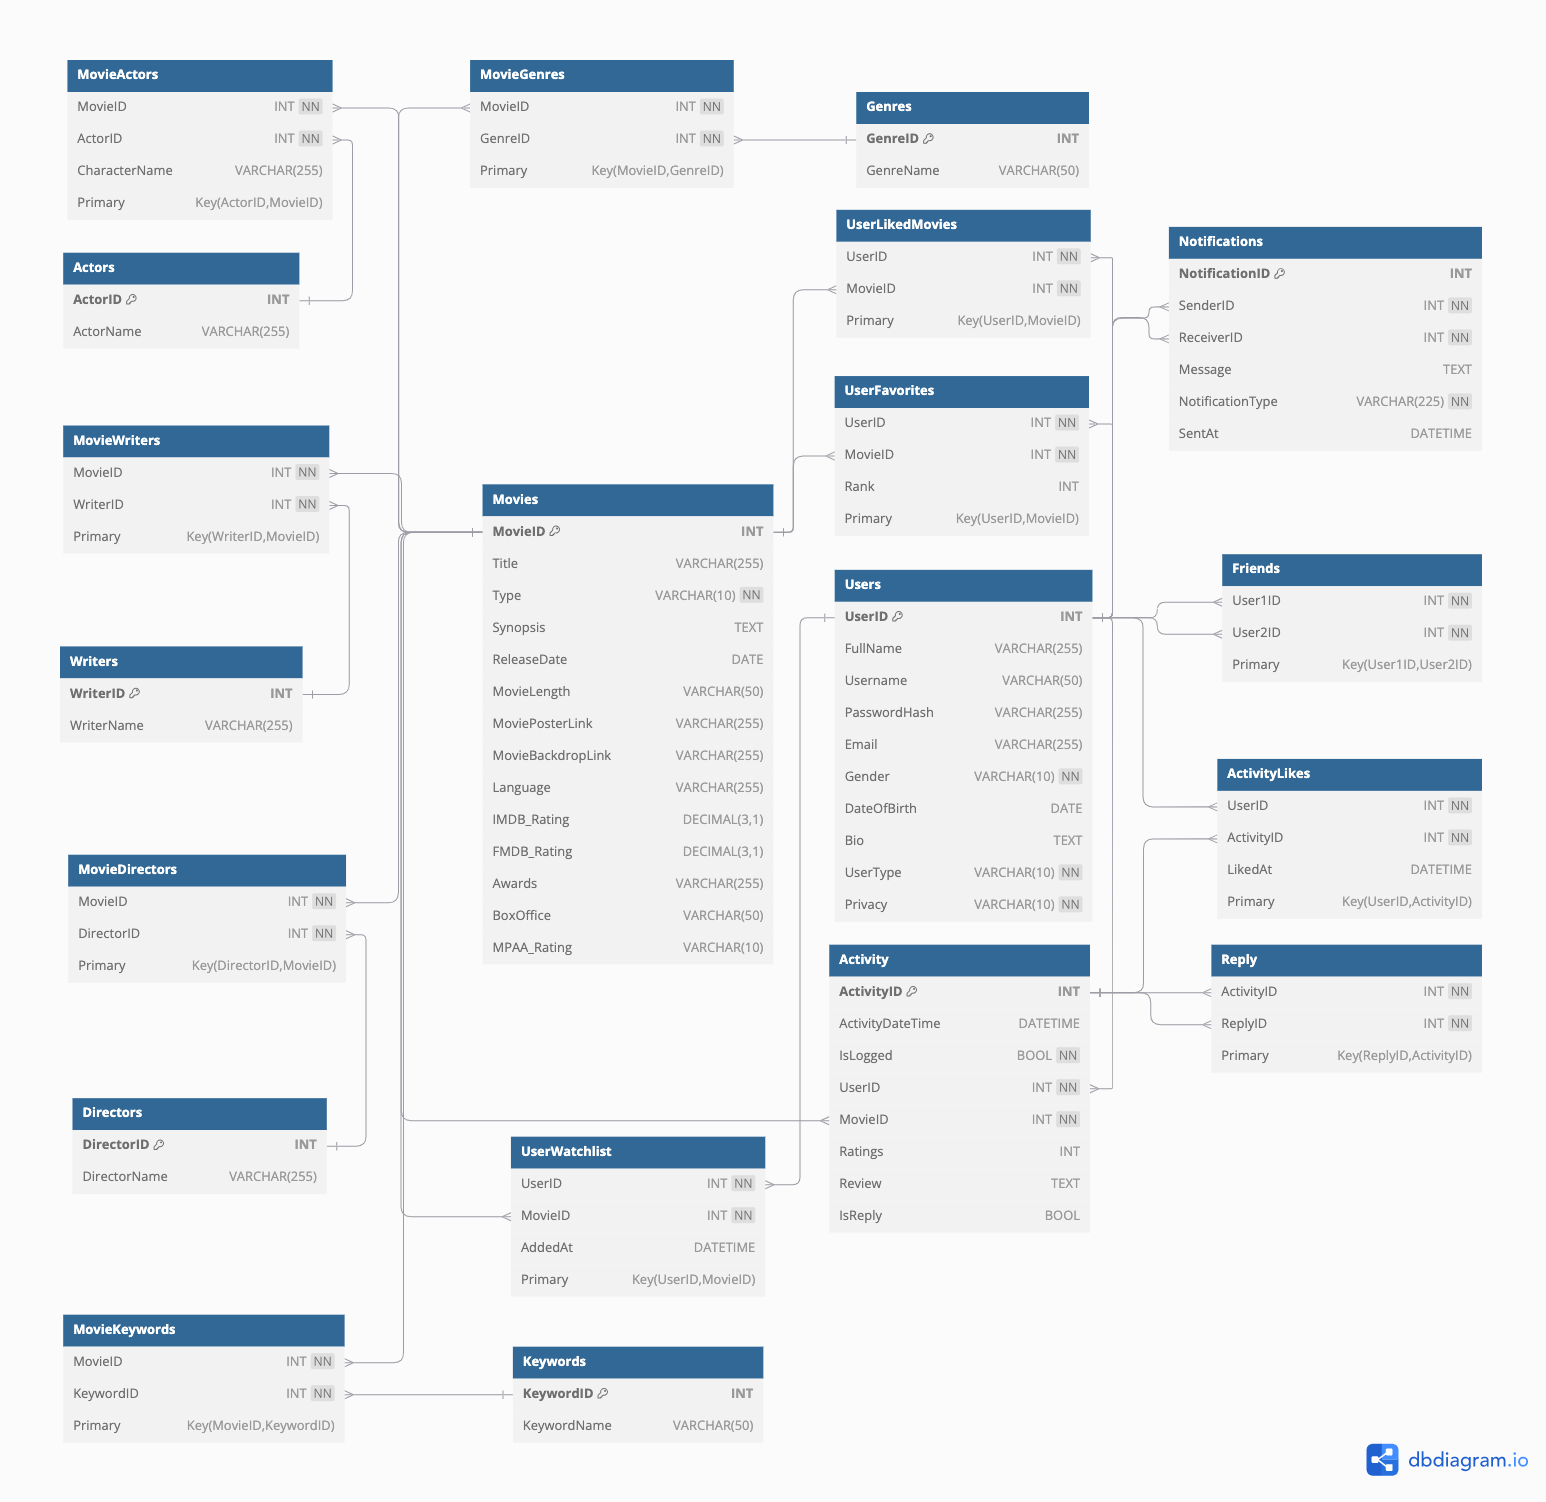 MovieActors
MovieID INT NN
ActorID INT NN
CharacterName VARCHAR(255)
Primary Key(ActorID,MovieID)
MovieGenres
MovieID INT NN
GenreID INT NN
Primary Key(MovieID,GenreID)
Genres
GenreID INT
GenreName VARCHAR(50)
Actors
ActorID INT
ActorName VARCHAR(255)
UserLikedMovies
UserID INT NN
MovieID INT NN
Primary Key(UserID,MovieID)
Notifications
NotificationID INT
SenderID INT NN
ReceiverID INT NN
Message TEXT
NotificationType VARCHAR(225) NN
SentAt DATETIME
UserFavorites
UserID INT NN
MovieID INT NN
Rank INT
Primary Key(UserID,MovieID)
MovieWriters
MovieID INT NN
WriterID INT NN
Primary Key(WriterID,MovieID)
Movies
MovieID INT
Title VARCHAR(255)
Type VARCHAR(10) NN
Synopsis TEXT
ReleaseDate DATE
MovieLength VARCHAR(50)
MoviePosterLink VARCHAR(255)
MovieBackdropLink VARCHAR(255)
Language VARCHAR(255)
IMDB_Rating DECIMAL(3,1)
FMDB_Rating DECIMAL(3,1)
Awards VARCHAR(255)
BoxOffice VARCHAR(50)
MPAA_Rating VARCHAR(10)
Users
UserID INT
FullName VARCHAR(255)
Username VARCHAR(50)
PasswordHash VARCHAR(255)
Email VARCHAR(255)
Gender VARCHAR(10) NN
DateOfBirth DATE
Bio TEXT
UserType VARCHAR(10) NN
Privacy VARCHAR(10) NN
Friends
User1ID INT NN
User2ID INT NN
Primary Key(User1ID,User2ID)
Writers
WriterID INT
WriterName VARCHAR(255)
ActivityLikes
UserID INT NN
ActivityID INT NN
LikedAt DATETIME
Primary Key(UserID,ActivityID)
MovieDirectors
MovieID INT NN
DirectorID INT NN
Primary Key(DirectorID,MovieID)
Activity
ActivityID INT
ActivityDateTime DATETIME
IsLogged BOOL NN
UserID INT NN
MovieID INT NN
Ratings INT
Review TEXT
IsReply BOOL
Reply
ActivityID INT NN
ReplyID INT NN
Primary Key(ReplyID,ActivityID)
Directors
DirectorID INT
DirectorName VARCHAR(255)
UserWatchlist
UserID INT NN
MovieID INT NN
AddedAt DATETIME
Primary Key(UserID,MovieID)
MovieKeywords
MovieID INT NN
KeywordID INT NN
Primary Key(MovieID,KeywordID)
Keywords
KeywordID INT
KeywordName VARCHAR(50)
dbdiagram.io